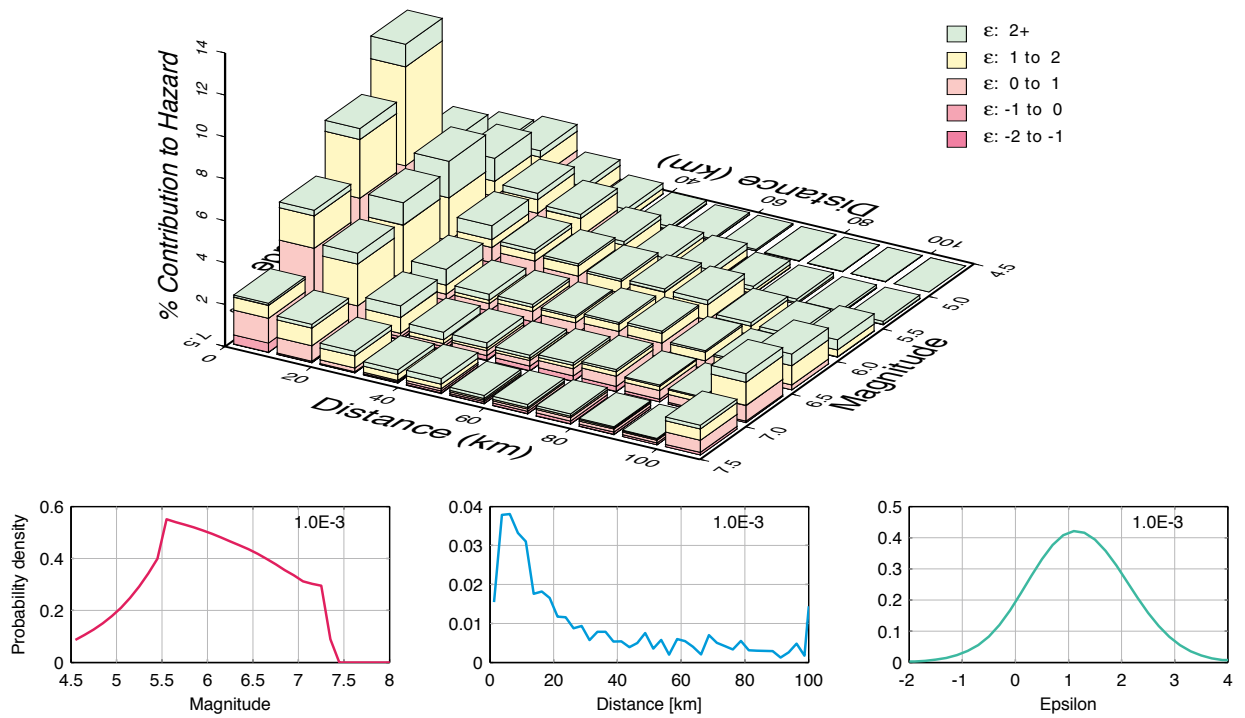 ε: 2+
ε: 1 to 2
ε: 0 to 1
ε: -1 to 0
ε: -2 to -1
% Contribution to Hazard
14
12
10
8
6
4
2
7.5
0
20
40
60
80
100
Distance (km)
40
60
80
100
Distance (km)
4.5
5.0
5.5
6.0
6.5
7.0
7.5
Magnitude
Probability density
0.6
0.4
0.2
0
1.0E-3
4.5 5 5.5 6 6.5 7 7.5 8
Magnitude
0.04
0.03
0.02
0.01
0
1.0E-3
0 20 40 60 80 100
Distance [km]
0.5
0.4
0.3
0.2
0.1
0
1.0E-3
-2 -1 0 1 2 3 4
Epsilon